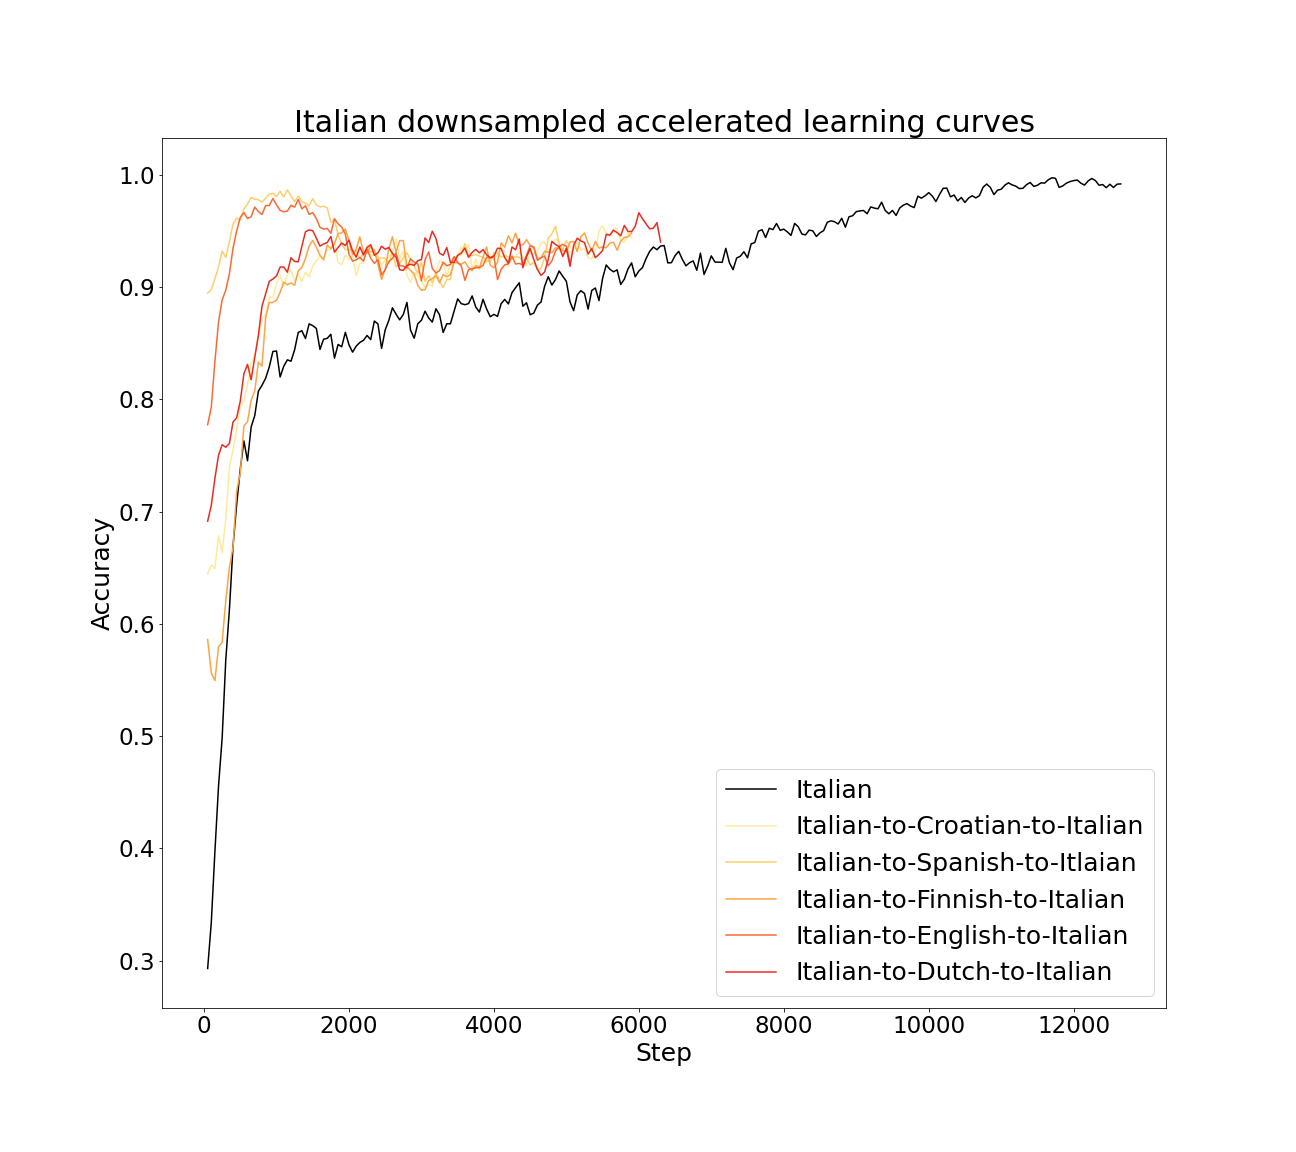 Italian downsampled accelerated learning curves
1.0
0.9
0.8
0.7
0.6
0.5
0.4
0.3
Accuracy
0 2000 4000 6000 8000 10000 12000
Step
Italian
Italian-to-Croatian-to-Italian
Italian-to-Spanish-to-Itlaian
Italian-to-Finnish-to-Italian
Italian-to-English-to-Italian
Italian-to-Dutch-to-Italian